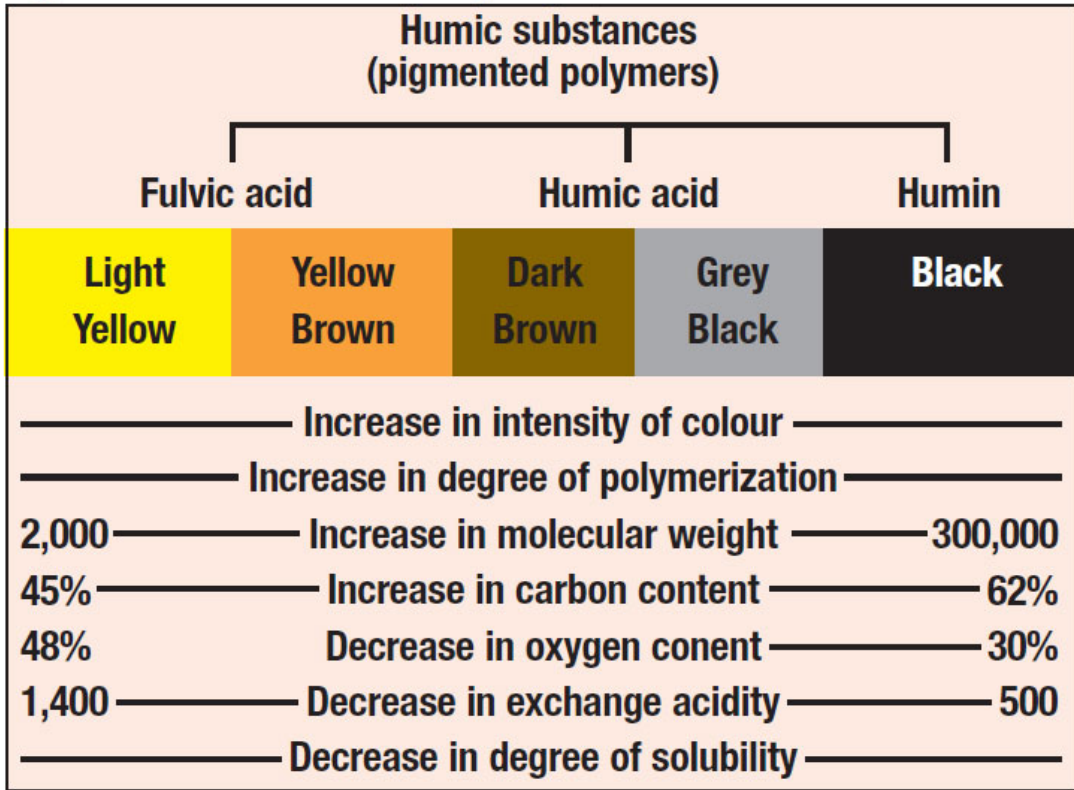 Humic substances
(pigmented polymers)
Fulvic acid Humic acid Humin
Light Yellow Dark Grey Black
Yellow Brown Brown Black
Increase in intensity of colour
Increase in degree of polymerization
2,000 Increase in molecular weight 300,000
45% Increase in carbon content 62%
48% Decrease in oxygen conent 30%
1,400 Decrease in exchange acidity 500
Decrease in degree of solubility